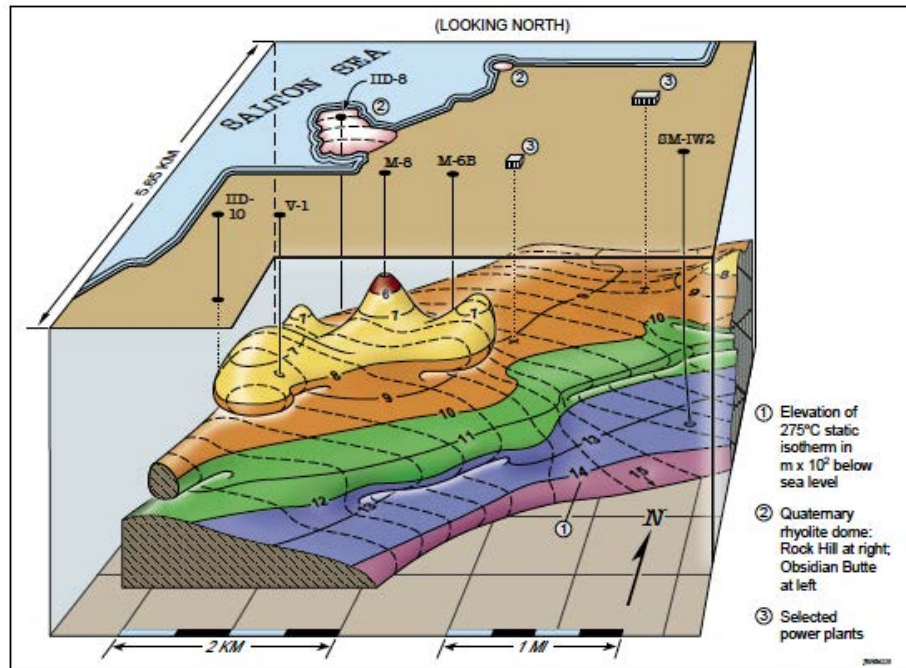 (LOOKING NORTH)
SALTON SEA
IID-8
②
②
③
5.65 KM
③
SM-IW2
M-8
M-6B
IID-
10
V-1
6
7
7
7
7
8
8
9
9
10
10
11
12
13
13
14
15
①
N
2 KM
1 MI
① Elevation of
275°C static
isotherm in
m x 10² below
sea level
② Quaternary
rhyolite dome:
Rock Hill at right;
Obsidian Butte
at left
③ Selected
power plants